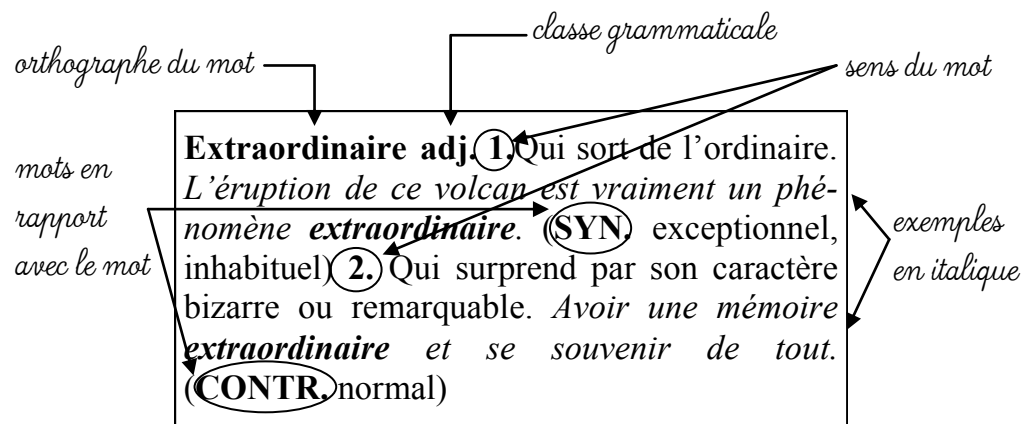 classe grammaticale
orthographe du mot
sens du mot
mots en
rapport
avec le mot
Extraordinaire adj. 1. Qui sort de l’ordinaire.
L’éruption de ce volcan est vraiment un phé-
nomène extraordinaire. (SYN. exceptionnel,
inhabituel) 2. Qui surprend par son caractère
bizarre ou remarquable. Avoir une mémoire
extraordinaire et se souvenir de tout.
(CONTR. normal)
exemples
en italique